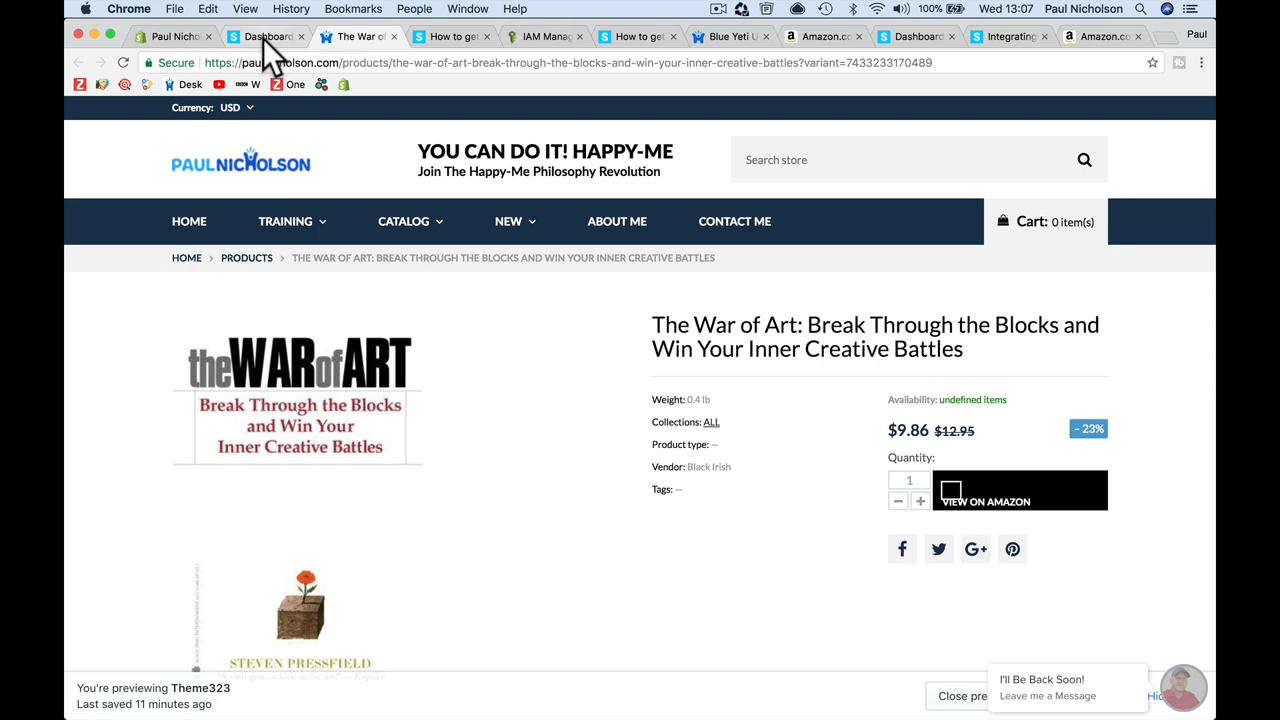 Chrome File Edit View History Bookmarks People Window Help 100% Wed 13:07 Paul Nicholson
Paul Nicho Dashboard The War of How to get IAM Manag How to get Blue Yeti U Amazon.co Dashboard Integrating Amazon.co Paul
Secure https://pau nicholson.com/products/the-war-of-art-break-through-the-blocks-and-win-your-inner-creative-battles?variant=7433233170489
Desk W One
Currency: USD
PAUL NICHOLSON
YOU CAN DO IT! HAPPY-ME
Join The Happy-Me Philosophy Revolution
Search store
HOME TRAINING CATALOG NEW ABOUT ME CONTACT ME Cart: 0 item(s)
HOME > PRODUCTS > THE WAR OF ART: BREAK THROUGH THE BLOCKS AND WIN YOUR INNER CREATIVE BATTLES
theWARofART
Break Through the Blocks
and Win Your
Inner Creative Battles
STEVEN PRESSFIELD
The War of Art: Break Through the Blocks and
Win Your Inner Creative Battles
Weight: 0.4 lb
Collections: ALL
Product type: —
Vendor: Black Irish
Tags: —
Availability: undefined items
$9.86 $12.95 – 23%
Quantity:
1
− +
VIEW ON AMAZON
f G+
You're previewing Theme323
Last saved 11 minutes ago
Close pre
I'll Be Back Soon!
Leave me a Message
Hid